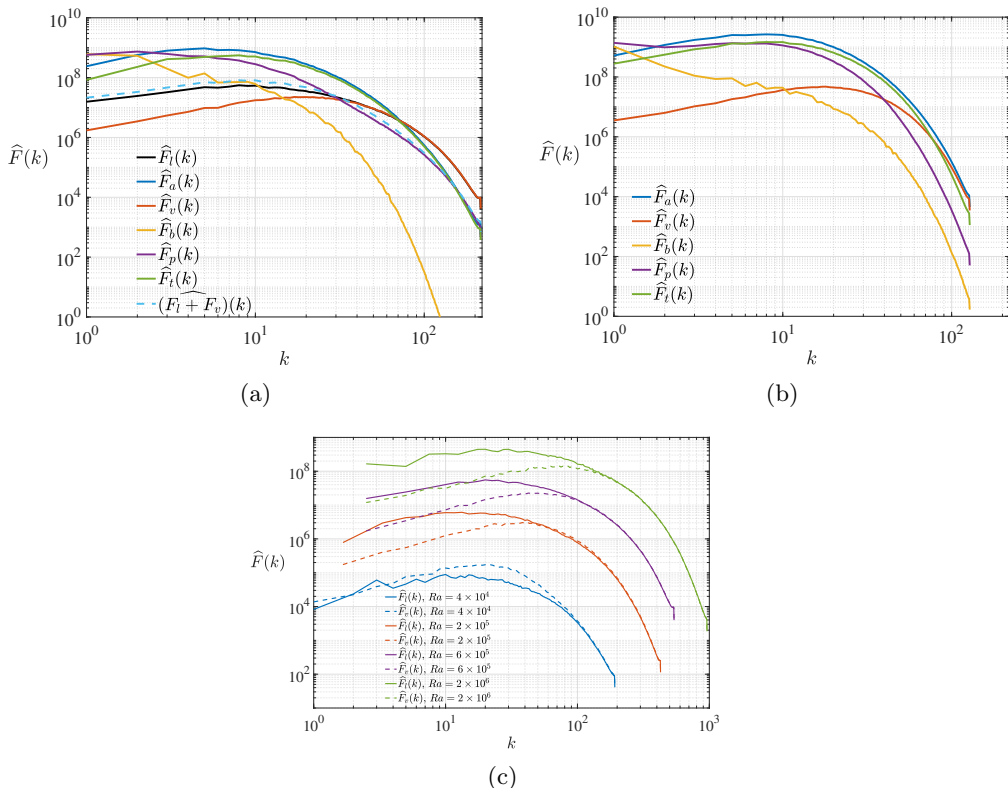 10^10
10^8
10^6
10^4
10^2
10^0
F̂(k)
F̂_l(k)
F̂_a(k)
F̂_v(k)
F̂_b(k)
F̂_p(k)
F̂_t(k)
(F_l + F_v)^(k)
10^0 10^1 10^2
k
(a)
10^10
10^8
10^6
10^4
10^2
10^0
F̂(k)
F̂_a(k)
F̂_v(k)
F̂_b(k)
F̂_p(k)
F̂_t(k)
10^0 10^1 10^2
k
(b)
10^8
10^6
10^4
10^2
F̂(k)
F̂_l(k), Ra = 4 × 10^4
F̂_v(k), Ra = 4 × 10^4
F̂_l(k), Ra = 2 × 10^5
F̂_v(k), Ra = 2 × 10^5
F̂_l(k), Ra = 6 × 10^5
F̂_v(k), Ra = 6 × 10^5
F̂_l(k), Ra = 2 × 10^6
F̂_v(k), Ra = 2 × 10^6
10^0 10^1 10^2 10^3
k
(c)